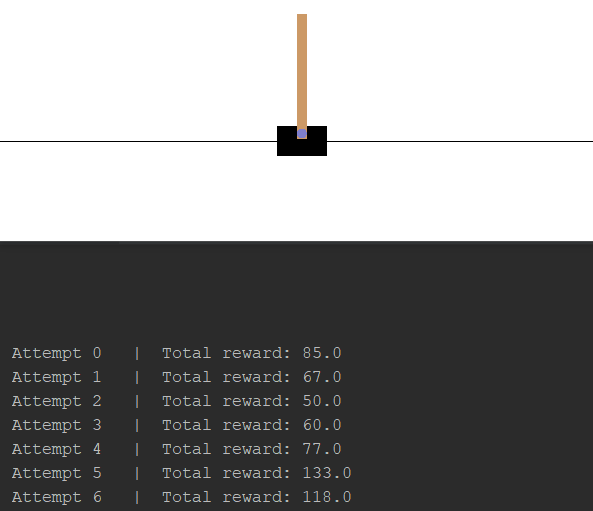 Attempt 0 | Total reward: 85.0
Attempt 1 | Total reward: 67.0
Attempt 2 | Total reward: 50.0
Attempt 3 | Total reward: 60.0
Attempt 4 | Total reward: 77.0
Attempt 5 | Total reward: 133.0
Attempt 6 | Total reward: 118.0